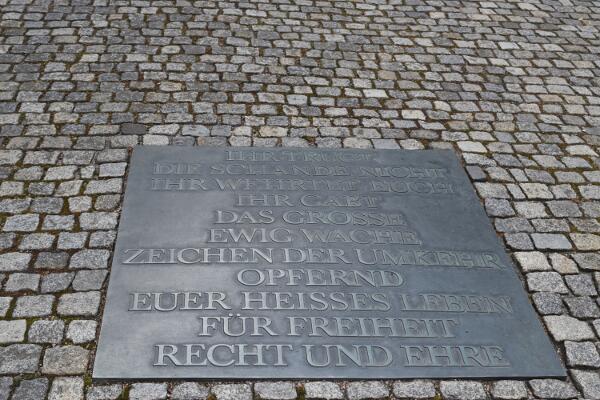 IHR TRUGT
DIE SCHANDE NICHT
IHR WEHRTET EUCH
IHR GABT
DAS GROSSE
EWIG WACHE
ZEICHEN DER UMKEHR
OPFERND
EUER HEISSES LEBEN
FÜR FREIHEIT
RECHT UND EHRE